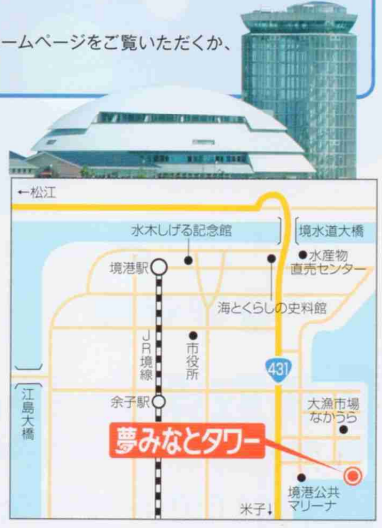 ームページをご覧いただくか、
←松江
水木しげる記念館
境水道大橋
境港駅
水産物
直売センター
海とくらしの史料館
JR境線
市役所
431
江島大橋
余子駅
大漁市場
なかうら
夢みなとタワー
境港公共
マリーナ
米子↓